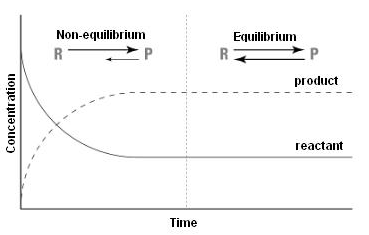 Non-equilibrium
R P
Equilibrium
R P
product
reactant
Concentration
Time